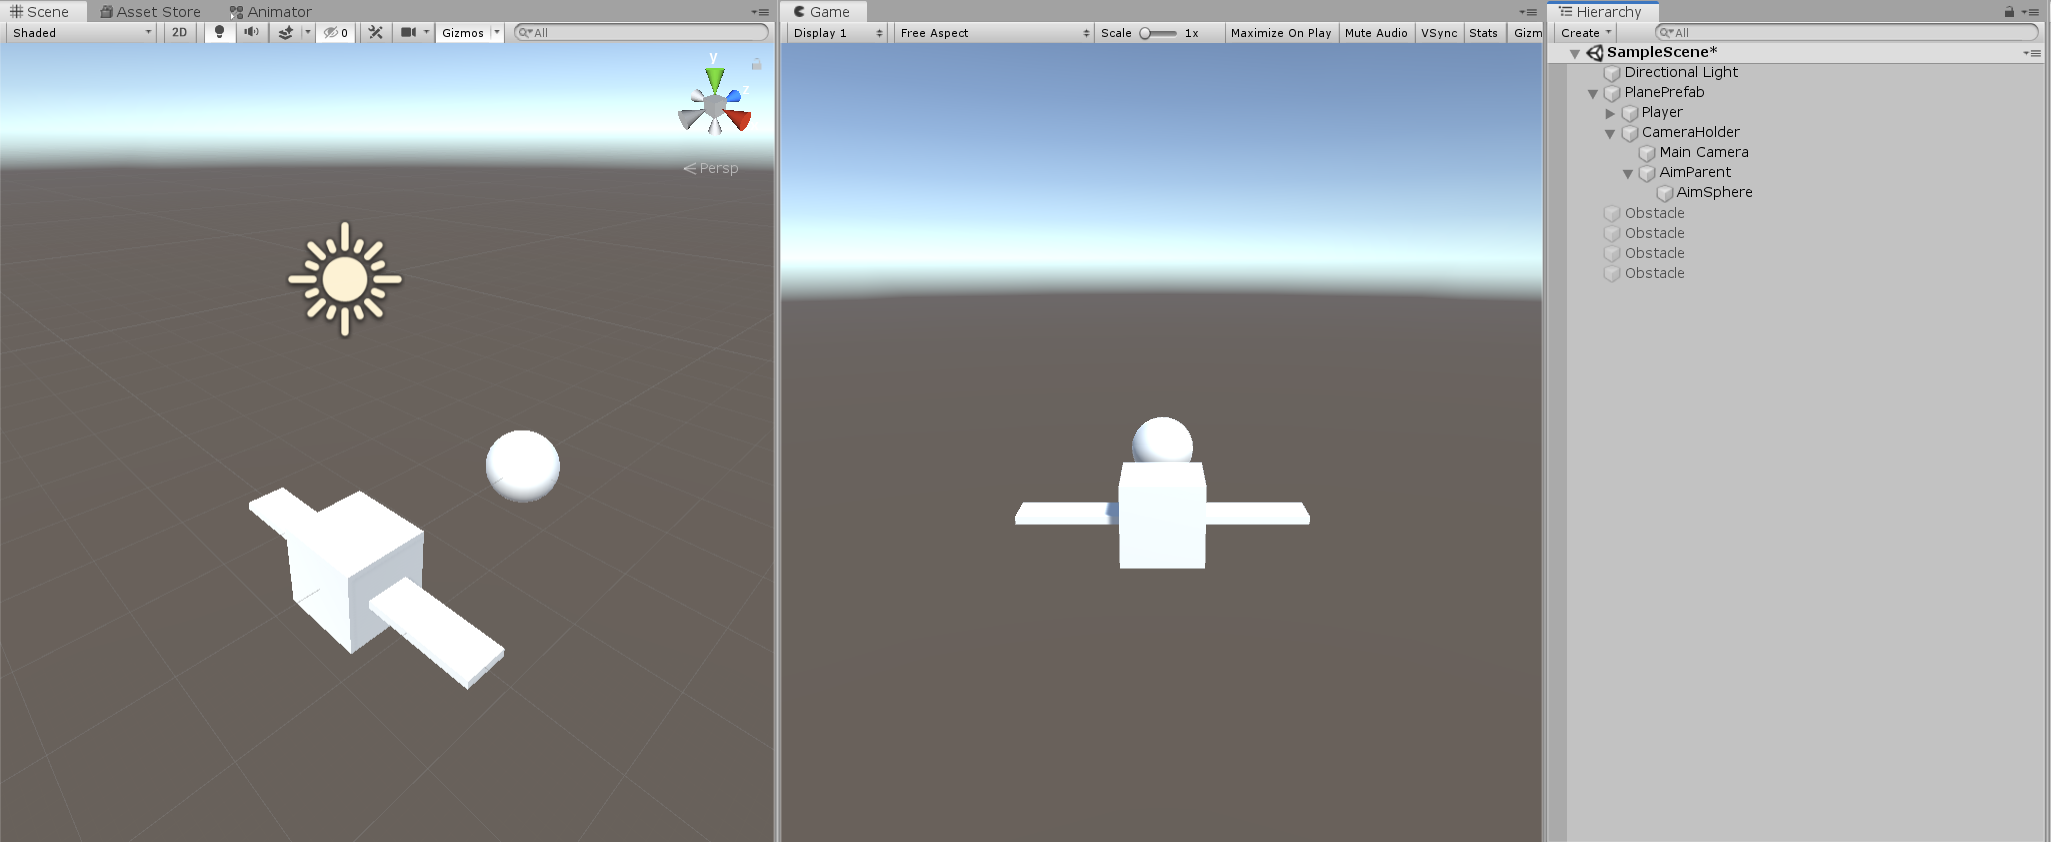 Scene Asset Store Animator
Shaded 2D 0 Gizmos All
y
z
Persp
Game
Display 1 Free Aspect Scale 1x Maximize On Play Mute Audio VSync Stats Gizm
Hierarchy
Create All
SampleScene*
Directional Light
PlanePrefab
Player
CameraHolder
Main Camera
AimParent
AimSphere
Obstacle
Obstacle
Obstacle
Obstacle